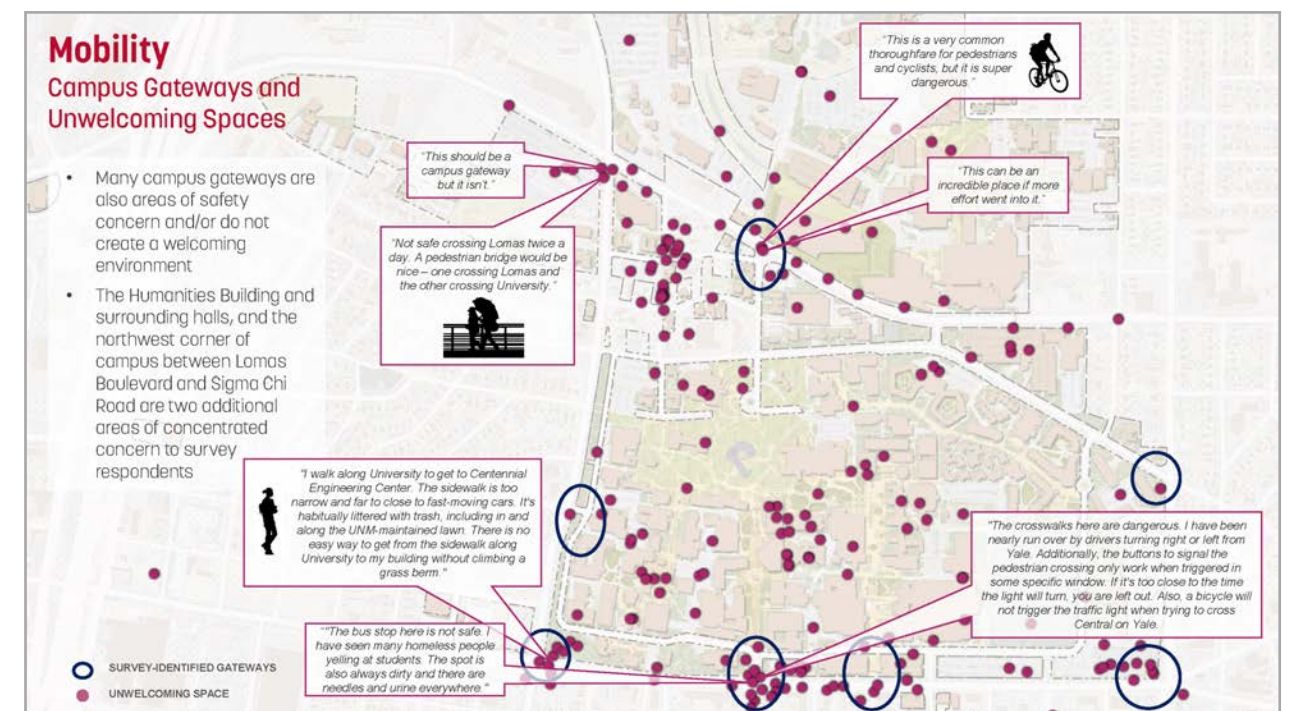 Mobility
Campus Gateways and
Unwelcoming Spaces
• Many campus gateways are
also areas of safety
concern and/or do not
create a welcoming
environment
• The Humanities Building and
surrounding halls, and the
northwest corner of
campus between Lomas
Boulevard and Sigma Chi
Road are two additional
areas of concentrated
concern to survey
respondents
"This is a very common
thoroughfare for pedestrians
and cyclists, but it is super
dangerous."
"This should be a
campus gateway
but it isn't."
"This can be an
incredible place if more
effort went into it."
"Not safe crossing Lomas twice a
day. A pedestrian bridge would be
nice – one crossing Lomas and
the other crossing University."
"I walk along University to get to Centennial
Engineering Center. The sidewalk is too
narrow and far to close to fast-moving cars. It's
habitually littered with trash, including in and
along the UNM-maintained lawn. There is no
easy way to get from the sidewalk along
University to my building without climbing a
grass berm."
"The crosswalks here are dangerous. I have been
nearly run over by drivers turning right or left from
Yale. Additionally, the buttons to signal the
pedestrian crossing only work when triggered in
some specific window. If it's too close to the time
the light will turn, you are left out. Also, a bicycle will
not trigger the traffic light when trying to cross
Central on Yale.
""The bus stop here is not safe. I
have seen many homeless people
yelling at students. The spot is
also always dirty and there are
needles and urine everywhere."
SURVEY-IDENTIFIED GATEWAYS
UNWELCOMING SPACE